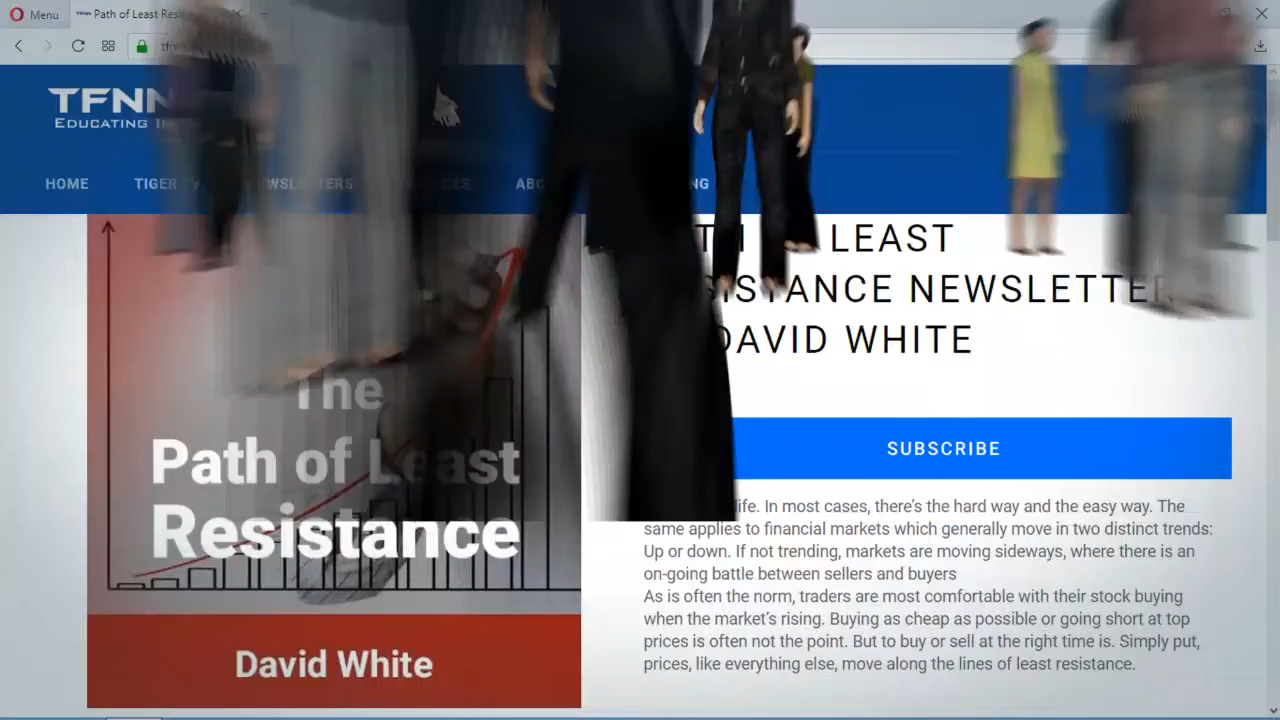 Menu
TFNN Path of Least
TFNN
EDUCATING
HOME
TIGER
LEAST
NEWSLETTER
DAVID WHITE
The
Path of Least
Resistance
David White
SUBSCRIBE
life. In most cases, there's the hard way and the easy way. The
same applies to financial markets which generally move in two distinct trends:
Up or down. If not trending, markets are moving sideways, where there is an
on-going battle between sellers and buyers
As is often the norm, traders are most comfortable with their stock buying
when the market's rising. Buying as cheap as possible or going short at top
prices is often not the point. But to buy or sell at the right time is. Simply put,
prices, like everything else, move along the lines of least resistance.